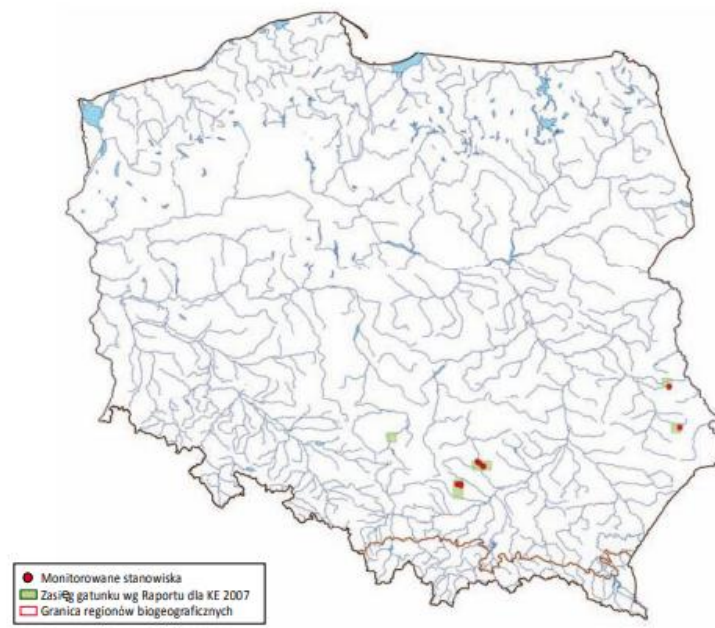 Monitorowane stanowiska
Zasięg gatunku wg Raportu dla KE 2007
Granica regionów biogeograficznych